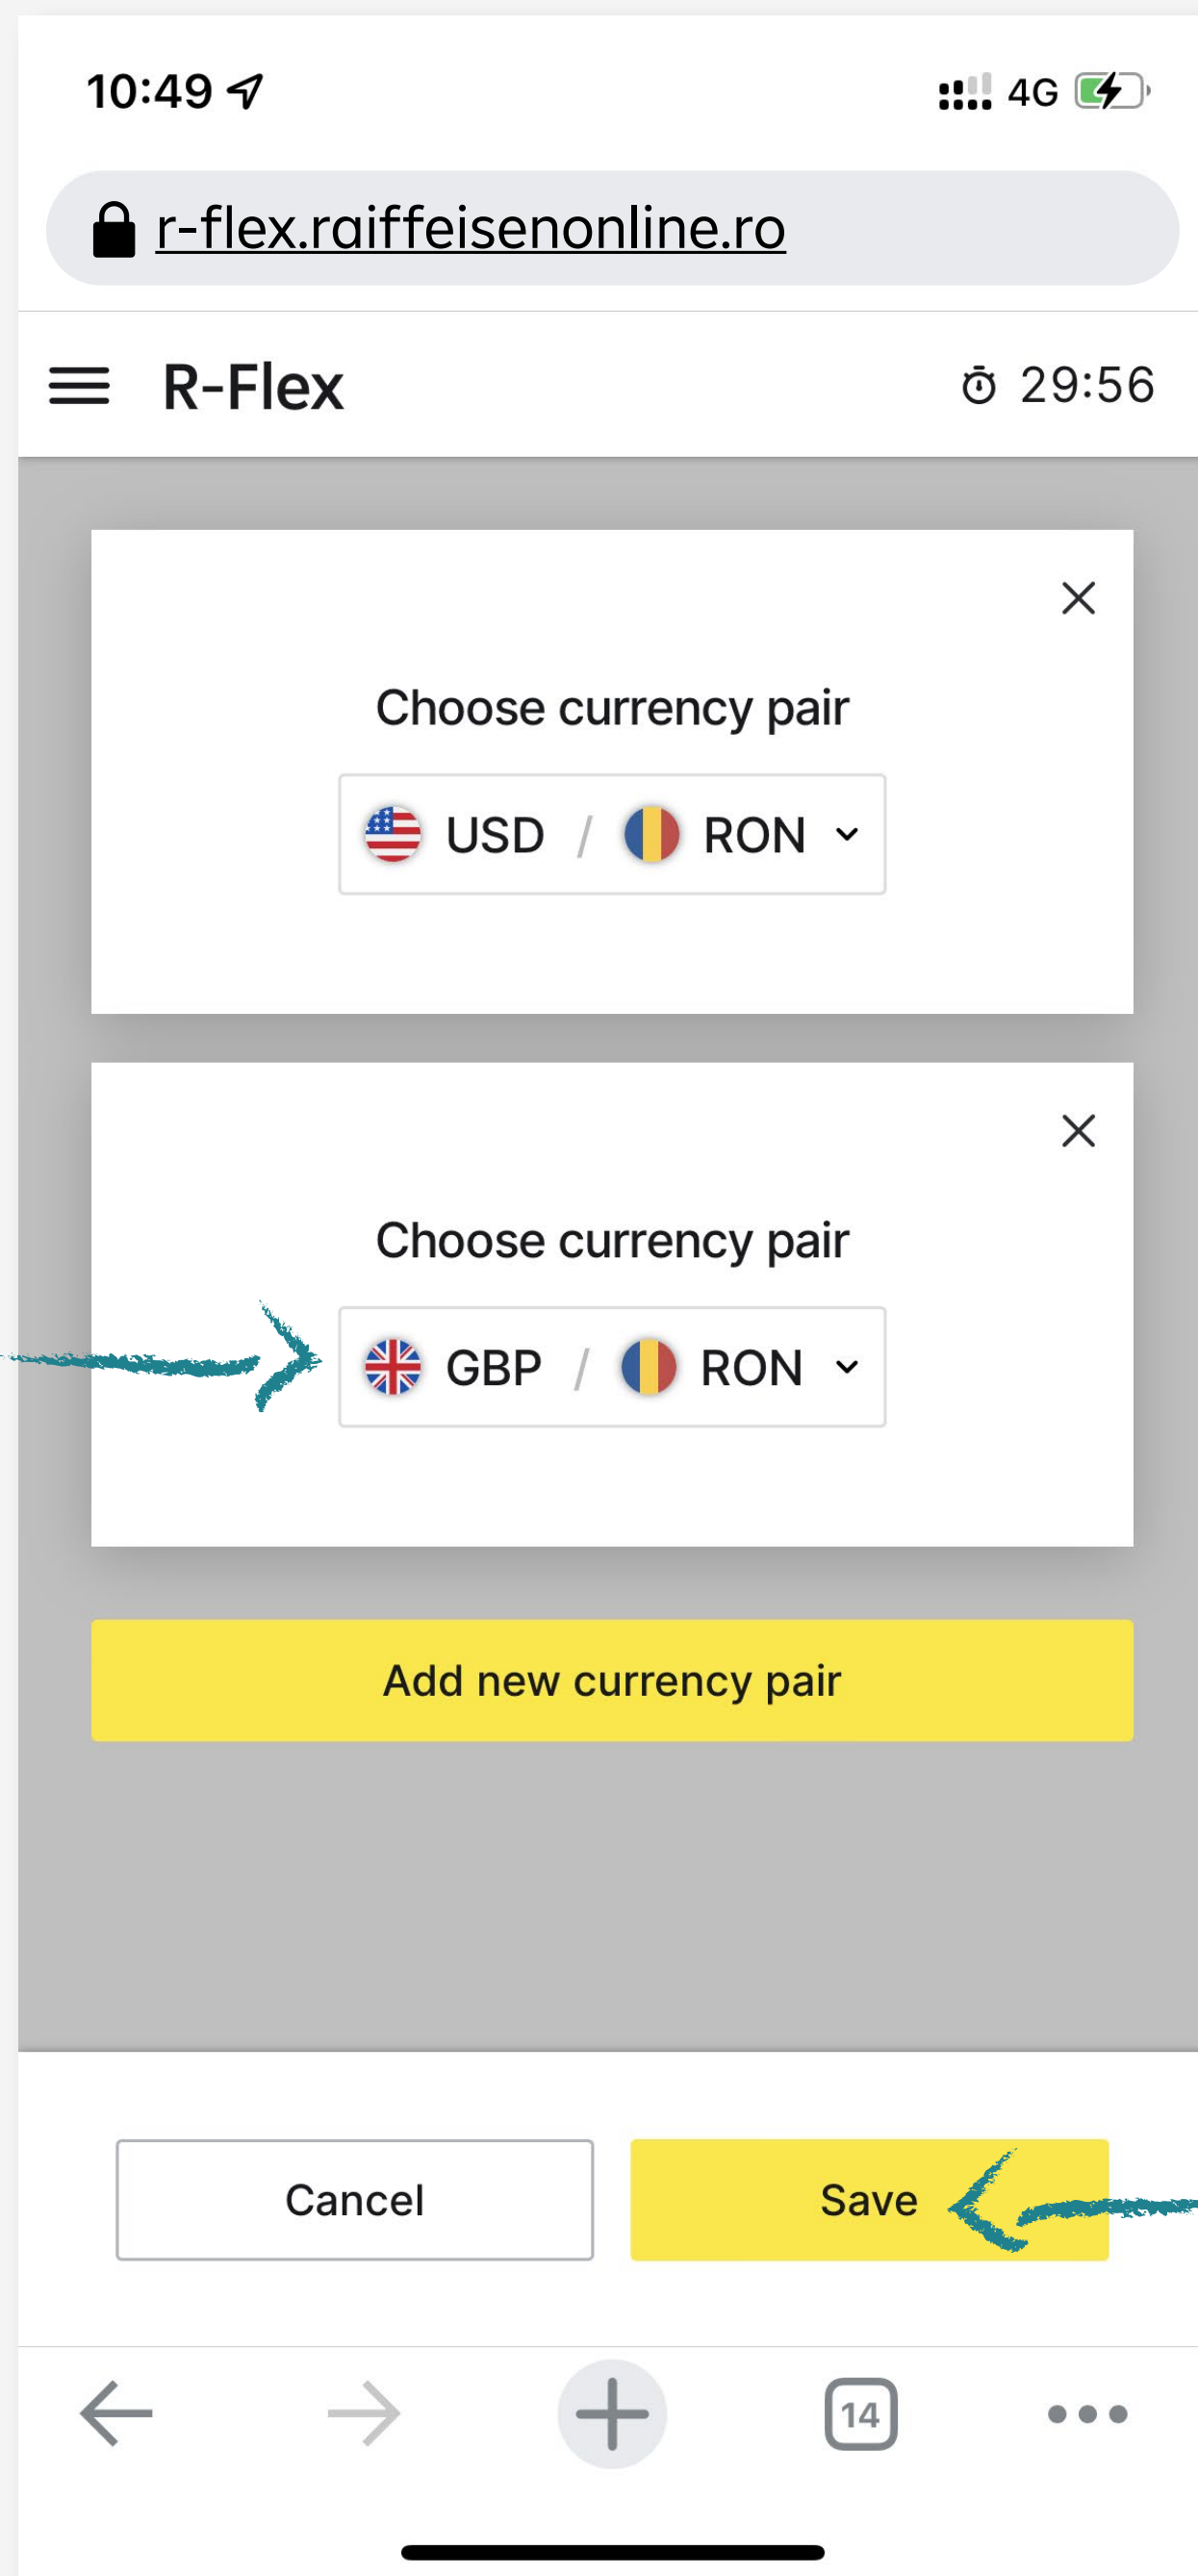 10:49
4G
r-flex.raiffeisenonline.ro
R-Flex
29:56
Choose currency pair
USD / RON
Choose currency pair
GBP / RON
Add new currency pair
Cancel
Save
14